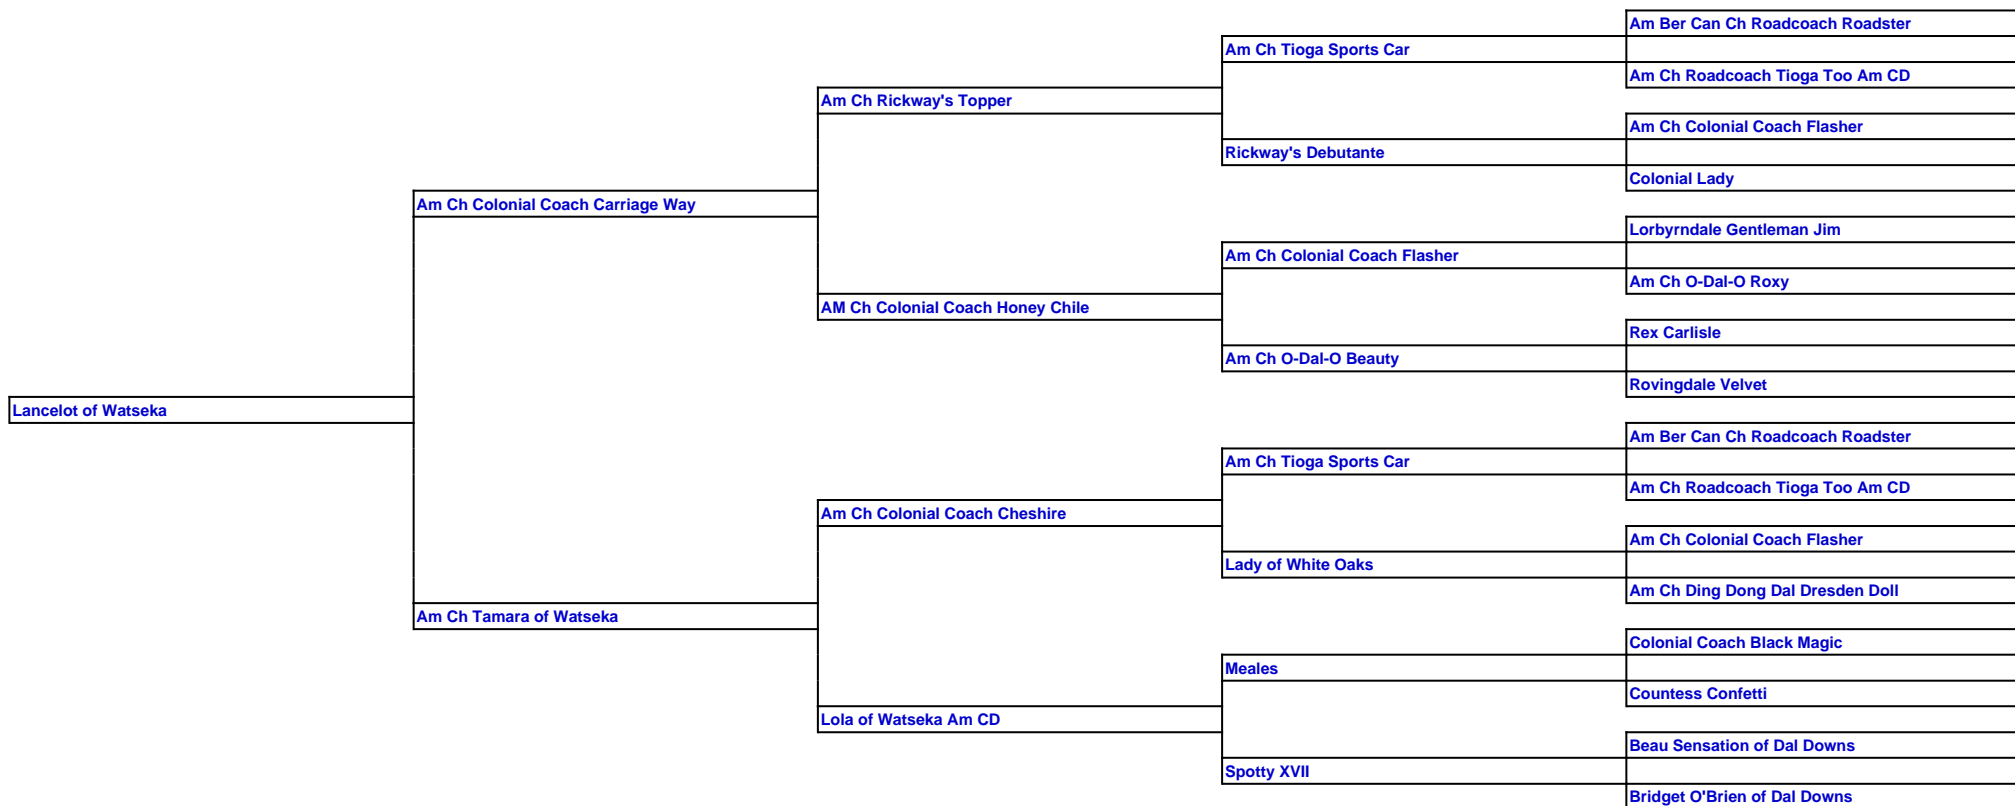 Am Ber Can Ch Roadcoach Roadster
Am Ch Tioga Sports Car
Am Ch Roadcoach Tioga Too Am CD
Am Ch Rickway's Topper
Am Ch Colonial Coach Flasher
Rickway's Debutante
Colonial Lady
Am Ch Colonial Coach Carriage Way
Lorbyrndale Gentleman Jim
Am Ch Colonial Coach Flasher
Am Ch O-Dal-O Roxy
AM Ch Colonial Coach Honey Chile
Rex Carlisle
Am Ch O-Dal-O Beauty
Rovingdale Velvet
Lancelot of Watseka
Am Ber Can Ch Roadcoach Roadster
Am Ch Tioga Sports Car
Am Ch Roadcoach Tioga Too Am CD
Am Ch Colonial Coach Cheshire
Am Ch Colonial Coach Flasher
Lady of White Oaks
Am Ch Ding Dong Dal Dresden Doll
Am Ch Tamara of Watseka
Colonial Coach Black Magic
Meales
Countess Confetti
Lola of Watseka Am CD
Beau Sensation of Dal Downs
Spotty XVII
Bridget O'Brien of Dal Downs